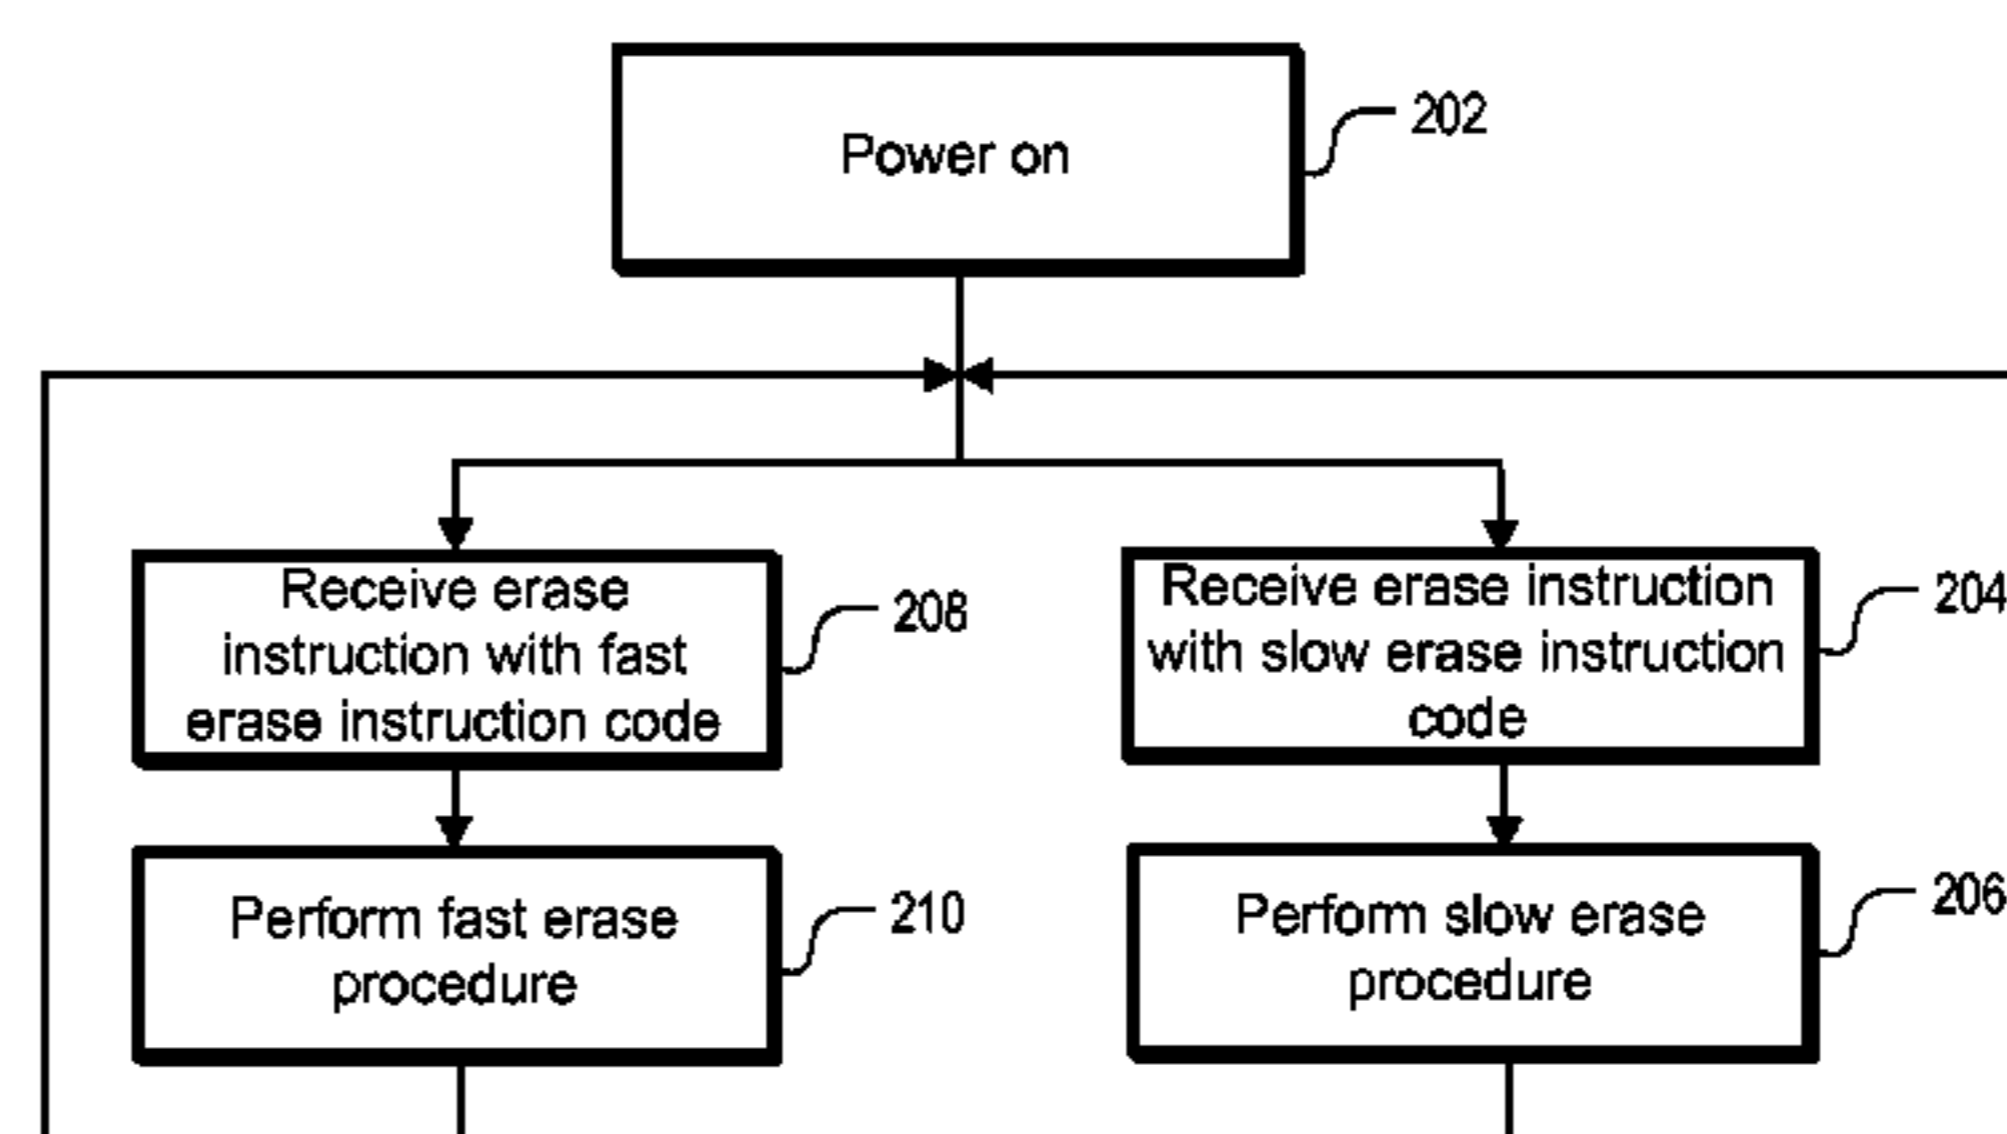 Power on
202
Receive erase
instruction with fast
erase instruction code
208
Receive erase instruction
with slow erase instruction
code
204
Perform fast erase
procedure
210
Perform slow erase
procedure
206